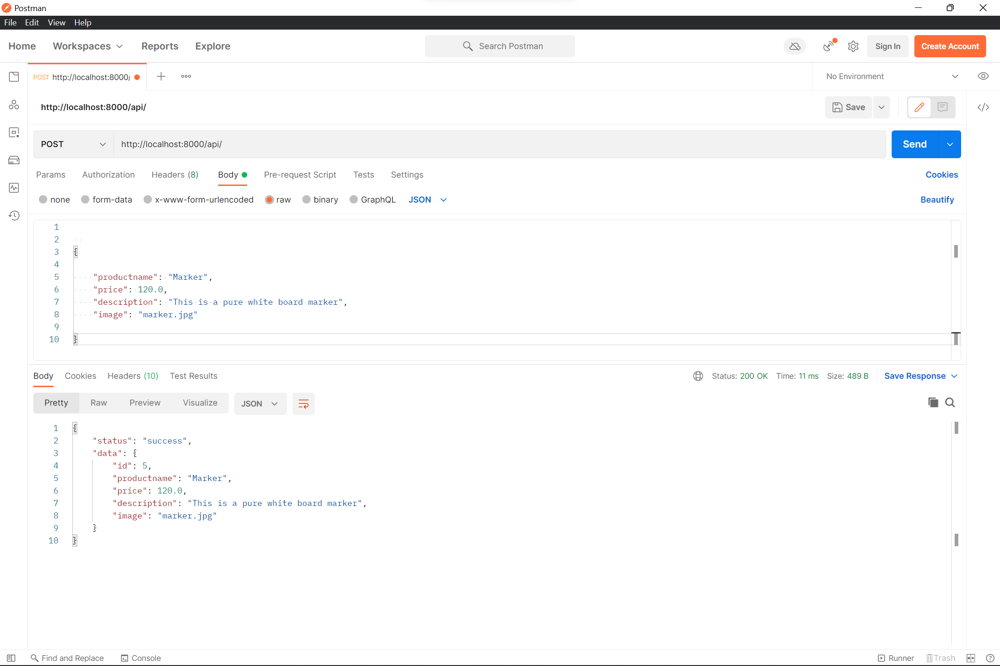 Postman
File Edit View Help
Home Workspaces Reports Explore Search Postman Sign In Create Account
POST http://localhost:8000/ No Environment
http://localhost:8000/api/ Save
POST http://localhost:8000/api/ Send
Params Authorization Headers (8) Body Pre-request Script Tests Settings Cookies
none form-data x-www-form-urlencoded raw binary GraphQL JSON Beautify
1
2
3 {
4
5 "productname": "Marker",
6 "price": 120.0,
7 "description": "This is a pure white board marker",
8 "image": "marker.jpg"
9
10 }
Body Cookies Headers (10) Test Results Status: 200 OK Time: 11 ms Size: 489 B Save Response
Pretty Raw Preview Visualize JSON
1 {
2 "status": "success",
3 "data": {
4 "id": 5,
5 "productname": "Marker",
6 "price": 120.0,
7 "description": "This is a pure white board marker",
8 "image": "marker.jpg"
9 }
10 }
Find and Replace Console Runner Trash